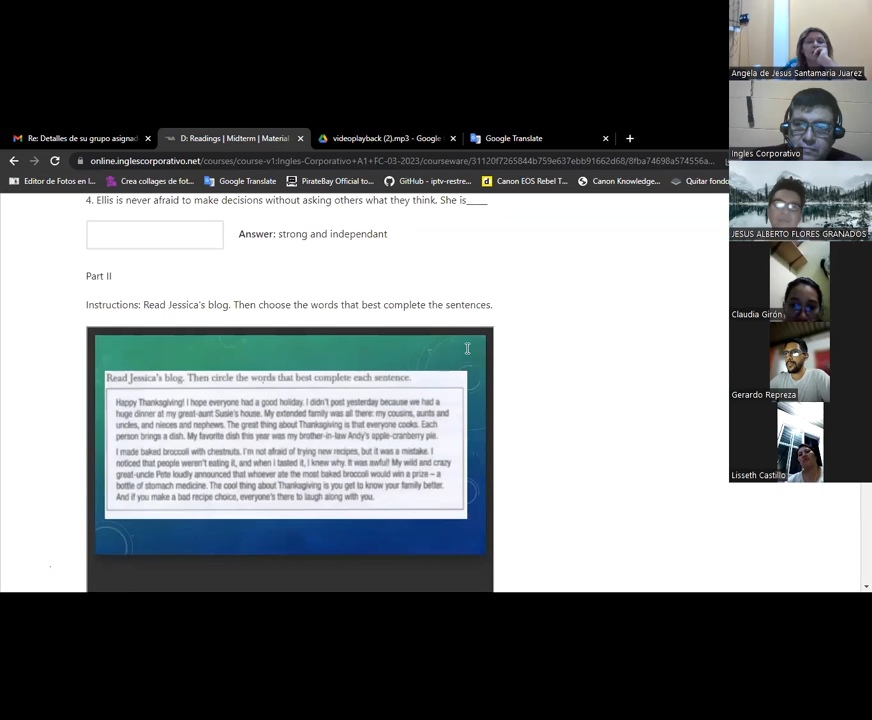 Re: Detalles de su grupo asignad
D: Readings | Midterm | Material
videoplayback (2).mp3 - Google
Google Translate
online.inglescorporativo.net/courses/course-v1:Ingles-Corporativo+A1+FC-03-2023/courseware/31120f7265844b759e637ebb91662d68/8fba74698a574556a...
Editor de Fotos en l...
Crea collages de fot...
Google Translate
PirateBay Official to...
GitHub - iptv-restre...
Canon EOS Rebel T...
Canon Knowledge...
Quitar fondo
4. Ellis is never afraid to make decisions without asking others what they think. She is____
Answer: strong and independant
Part II
Instructions: Read Jessica's blog. Then choose the words that best complete the sentences.
Read Jessica's blog. Then circle the words that best complete each sentence.
Happy Thanksgiving! I hope everyone had a good holiday. I didn't post yesterday because we had a
huge dinner at my great-aunt Susie's house. My extended family was all there: my cousins, aunts and
uncles, and nieces and nephews. The great thing about Thanksgiving is that everyone cooks. Each
person brings a dish. My favorite dish this year was my brother-in-law Andy's apple-cranberry pie.
I made baked broccoli with chestnuts. I'm not afraid of trying new recipes, but it was a mistake. I
noticed that people weren't eating it, and when I tasted it, I knew why. It was awful! My wild and crazy
great-uncle Pete loudly announced that whoever ate the most baked broccoli would win a prize – a
bottle of stomach medicine. The cool thing about Thanksgiving is you get to know your family better.
And if you make a bad recipe choice, everyone's there to laugh along with you.
Angela de Jesus Santamaria Juarez
Ingles Corporativo
JESUS ALBERTO FLORES GRANADOS
Claudia Girón
Gerardo Repreza
Lisseth Castillo